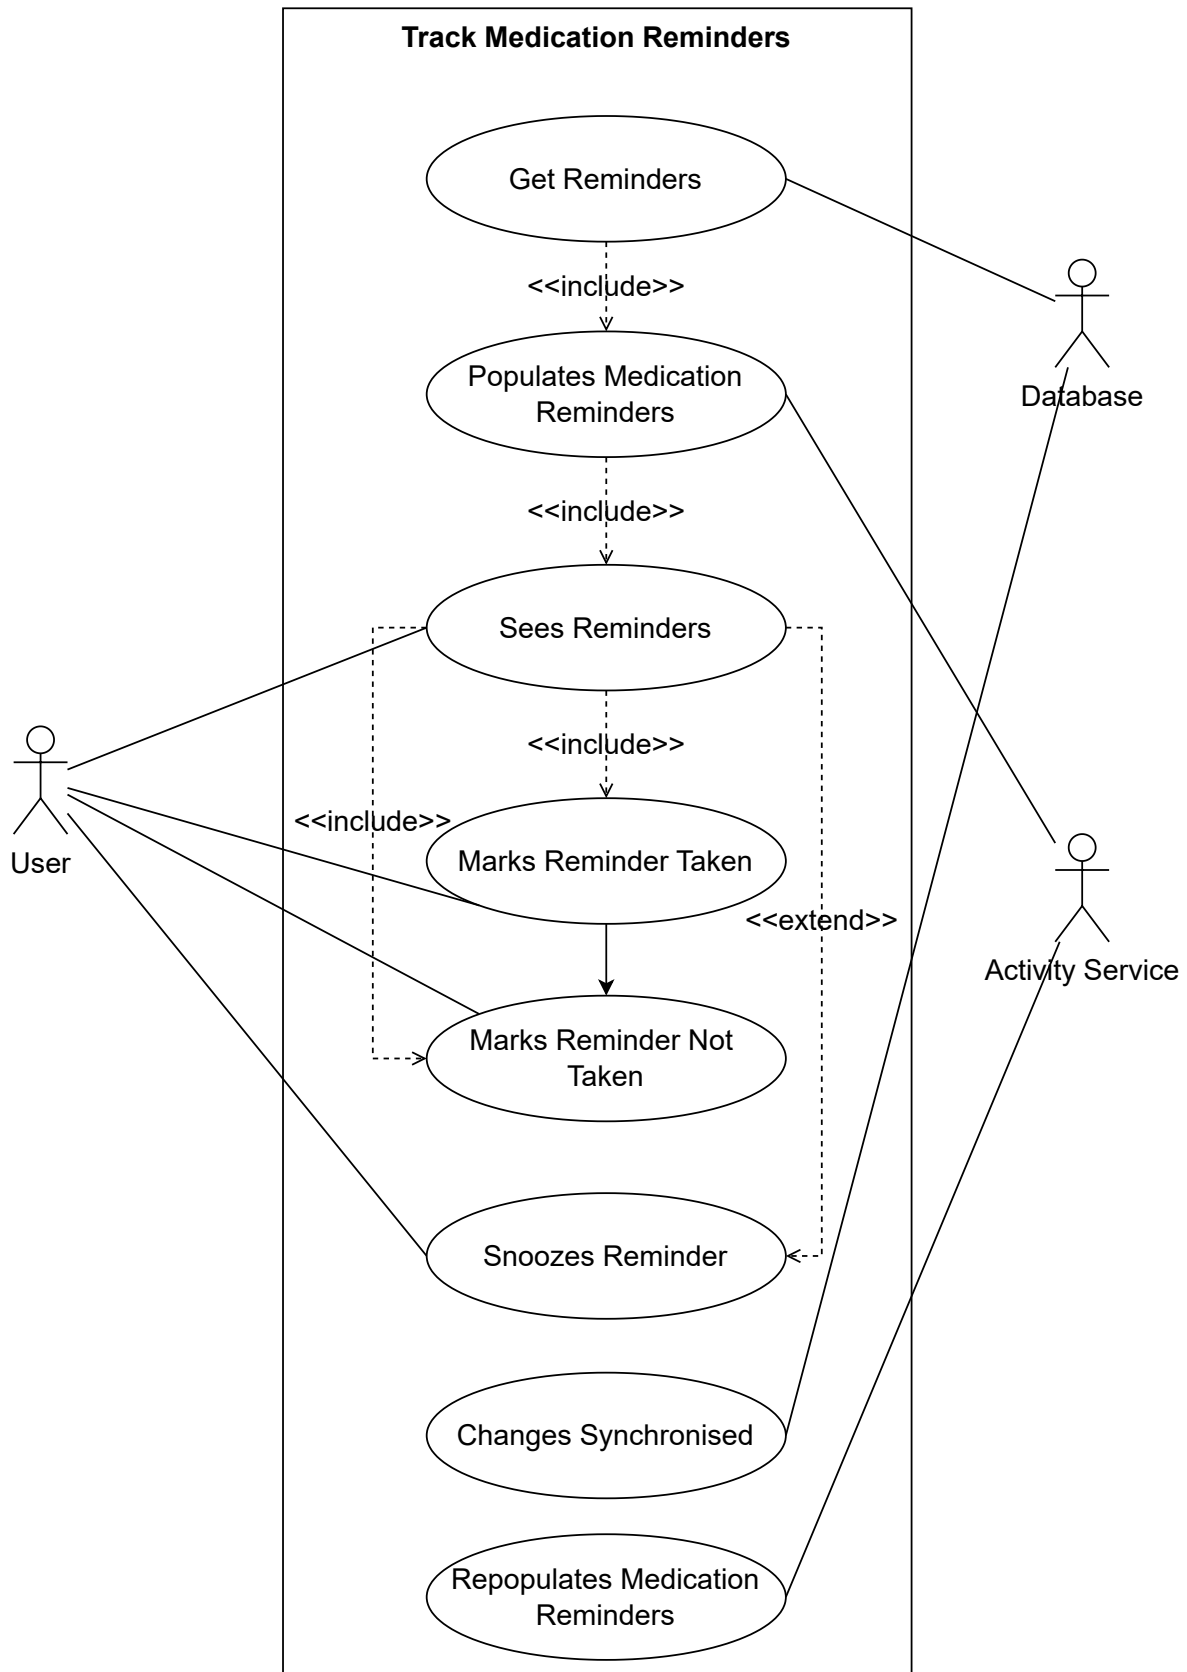 Track Medication Reminders
Get Reminders
<<include>>
Database
Populates Medication
Reminders
<<include>>
Sees Reminders
<<include>>
User
<<include>>
Marks Reminder Taken
<<extend>>
Activity Service
Marks Reminder Not
Taken
Snoozes Reminder
Changes Synchronised
Repopulates Medication
Reminders